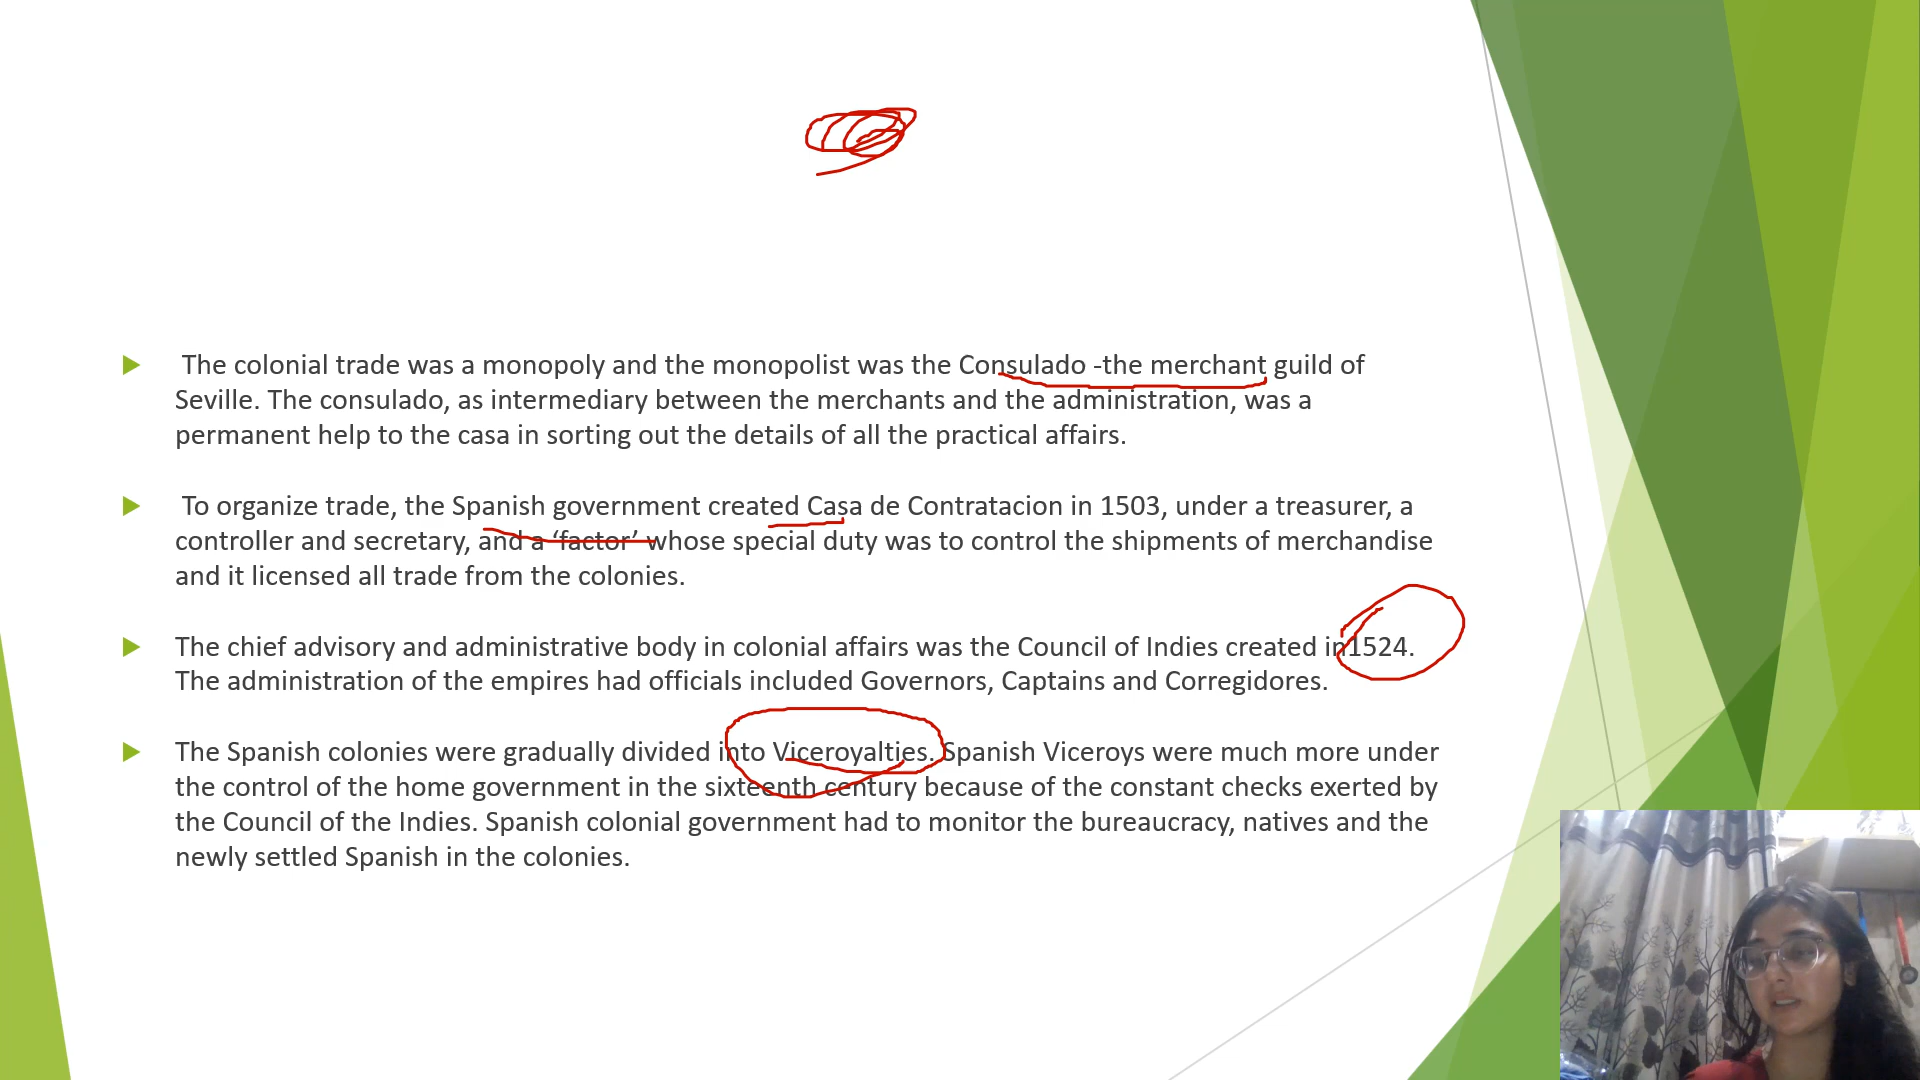 The colonial trade was a monopoly and the monopolist was the Consulado -the merchant guild of
Seville. The consulado, as intermediary between the merchants and the administration, was a
permanent help to the casa in sorting out the details of all the practical affairs.
To organize trade, the Spanish government created Casa de Contratacion in 1503, under a treasurer, a
controller and secretary, and a ‘factor’ whose special duty was to control the shipments of merchandise
and it licensed all trade from the colonies.
The chief advisory and administrative body in colonial affairs was the Council of Indies created in1524.
The administration of the empires had officials included Governors, Captains and Corregidores.
The Spanish colonies were gradually divided into Viceroyalties. Spanish Viceroys were much more under
the control of the home government in the sixteenth century because of the constant checks exerted by
the Council of the Indies. Spanish colonial government had to monitor the bureaucracy, natives and the
newly settled Spanish in the colonies.